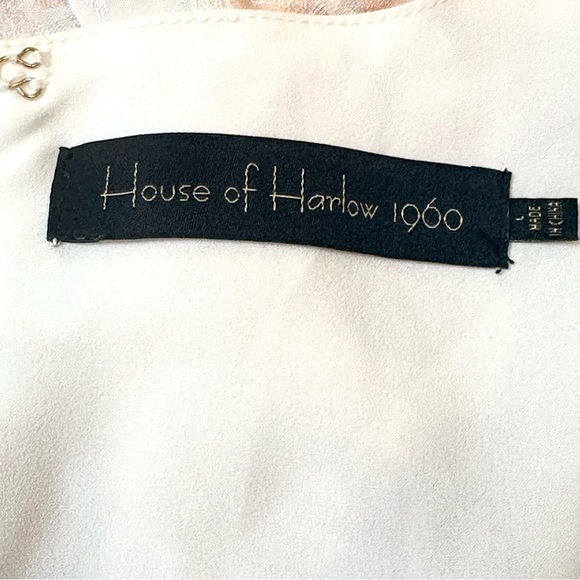 House of Harlow 1960
L
MADE
IN CHINA